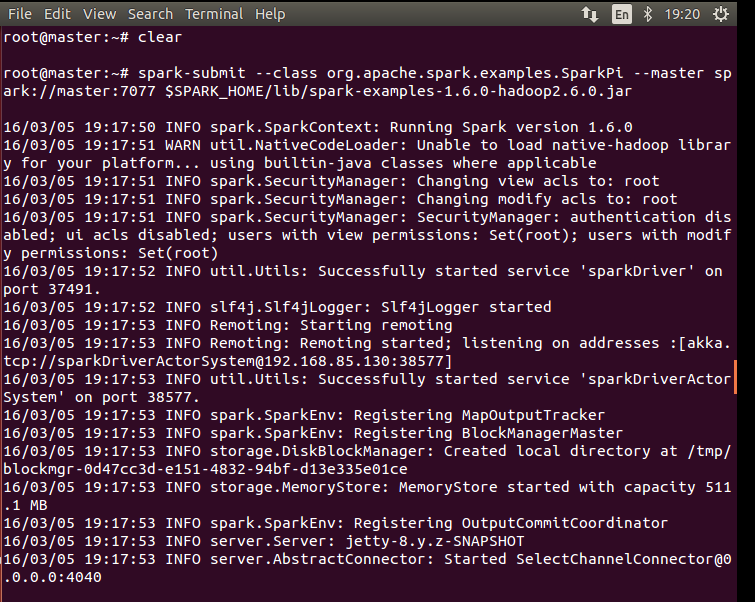 File Edit View Search Terminal Help En 19:20
root@master:~# clear
root@master:~# spark-submit --class org.apache.spark.examples.SparkPi --master sp
ark://master:7077 $SPARK_HOME/lib/spark-examples-1.6.0-hadoop2.6.0.jar
16/03/05 19:17:50 INFO spark.SparkContext: Running Spark version 1.6.0
16/03/05 19:17:51 WARN util.NativeCodeLoader: Unable to load native-hadoop librar
y for your platform... using builtin-java classes where applicable
16/03/05 19:17:51 INFO spark.SecurityManager: Changing view acls to: root
16/03/05 19:17:51 INFO spark.SecurityManager: Changing modify acls to: root
16/03/05 19:17:51 INFO spark.SecurityManager: SecurityManager: authentication dis
abled; ui acls disabled; users with view permissions: Set(root); users with modif
y permissions: Set(root)
16/03/05 19:17:52 INFO util.Utils: Successfully started service 'sparkDriver' on 
port 37491.
16/03/05 19:17:52 INFO slf4j.Slf4jLogger: Slf4jLogger started
16/03/05 19:17:53 INFO Remoting: Starting remoting
16/03/05 19:17:53 INFO Remoting: Remoting started; listening on addresses :[akka.
tcp://sparkDriverActorSystem@192.168.85.130:38577]
16/03/05 19:17:53 INFO util.Utils: Successfully started service 'sparkDriverActor
System' on port 38577.
16/03/05 19:17:53 INFO spark.SparkEnv: Registering MapOutputTracker
16/03/05 19:17:53 INFO spark.SparkEnv: Registering BlockManagerMaster
16/03/05 19:17:53 INFO storage.DiskBlockManager: Created local directory at /tmp/
blockmgr-0d47cc3d-e151-4832-94bf-d13e335e01ce
16/03/05 19:17:53 INFO storage.MemoryStore: MemoryStore started with capacity 511
.1 MB
16/03/05 19:17:53 INFO spark.SparkEnv: Registering OutputCommitCoordinator
16/03/05 19:17:53 INFO server.Server: jetty-8.y.z-SNAPSHOT
16/03/05 19:17:53 INFO server.AbstractConnector: Started SelectChannelConnector@0
.0.0.0:4040